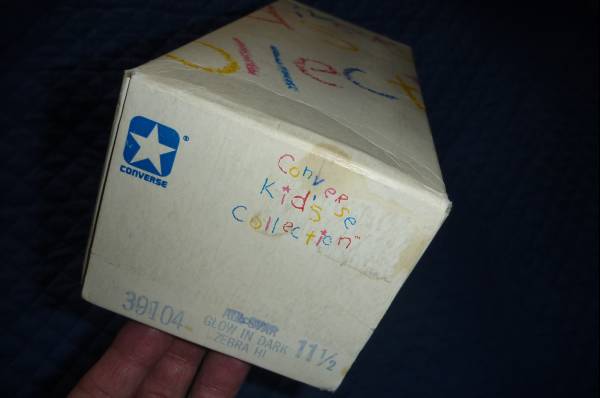 CONVERSE
®
Converse
Kid's
Collection™
39104
ALL STAR
GLOW IN DARK
ZEBRA HI
11½